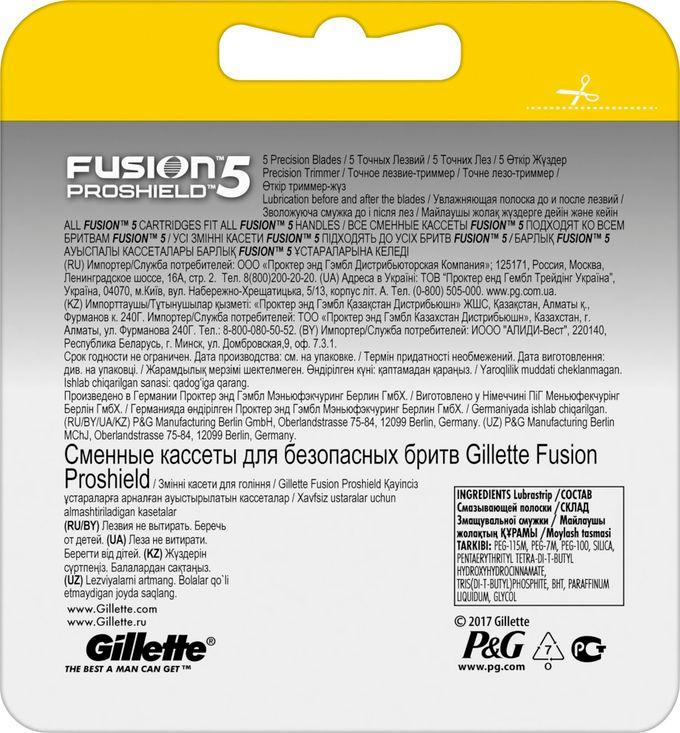 FUSION™5
PROSHIELD™
5 Precision Blades / 5 Точных Лезвий / 5 Точних Лез / 5 Өткір Жүздер
Precision Trimmer / Точное лезвие-триммер / Точне лезо-триммер /
Өткір триммер-жүз
Lubrication before and after the blades / Увлажняющая полоска до и после лезвий /
Зволожуюча смужка до і після лез / Майлаушы жолақ жүздерге дейін және кейін
ALL FUSION™ 5 CARTRIDGES FIT ALL FUSION™ 5 HANDLES / ВСЕ СМЕННЫЕ КАССЕТЫ FUSION™ 5 ПОДХОДЯТ КО ВСЕМ
БРИТВАМ FUSION™ 5 / УСІ ЗМІННІ КАСЕТИ FUSION™ 5 ПІДХОДЯТЬ ДО УСІХ БРИТВ FUSION™ 5 / БАРЛЫҚ FUSION™ 5
АУЫСПАЛЫ КАССЕТАЛАРЫ БАРЛЫҚ FUSION™ 5 ҰСТАРАЛАРЫНА КЕЛЕДІ
(RU) Импортер/Служба потребителей: ООО «Проктер энд Гэмбл Дистрибьюторская Компания»; 125171, Россия, Москва,
Ленинградское шоссе, 16А, стр. 2. Тел. 8(800)200-20-20. (UA) Адреса в Україні: ТОВ "Проктер енд Гембл Трейдінг Україна",
Україна, 04070, м.Київ, вул. Набережно-Хрещатицька, 5/13, корпус літ. А. Тел. (0-800) 505-000. www.pg.com.ua.
(KZ) Импорттаушы/Тұтынушылар қызметі: «Проктер энд Гэмбл Қазақстан Дистрибьюшн» ЖШС, Қазақстан, Алматы қ.,
Фурманов к. 240Г. Импортер/Служба потребителей: ТОО «Проктер энд Гэмбл Казахстан Дистрибьюшн», Казахстан, г.
Алматы, ул. Фурманова 240Г. Тел.: 8-800-080-50-52. (BY) Импортер/Служба потребителей: ИООО "АЛИДИ-Вест", 220140,
Республика Беларусь, г. Минск, ул. Домбровская,9, оф. 7.3.1.
Срок годности не ограничен. Дата производства: см. на упаковке. / Термін придатності необмежений. Дата виготовлення:
див. на упаковці. / Жарамдылық мерзімі шектелмеген. Өндірілген күні: қаптамадан қараңыз. / Yaroqlilik muddati cheklanmagan.
Ishlab chiqarilgan sanasi: qadog'iga qarang.
Произведено в Германии Проктер энд Гэмбл Мэньюфэкчуринг Берлин ГмбХ. / Виготовлено у Німеччині ПіГ Меньюфекчурінг
Берлін ГмбХ. / Германияда өндірілген Проктер энд Гэмбл Мэньюфэкчуринг Берлин ГмбХ. / Germaniyada ishlab chiqarilgan.
(RU/BY/UA/KZ) P&G Manufacturing Berlin GmbH, Oberlandstrasse 75-84, 12099 Berlin, Germany. (UZ) P&G Manufacturing Berlin
MChJ, Oberlandstrasse 75-84, 12099 Berlin, Germany.
Сменные кассеты для безопасных бритв Gillette Fusion
Proshield / Змінні касети для гоління / Gillette Fusion Proshield Қауіпсіз
ұстараларға арналған ауыстырылатын кассеталар / Xavfsiz ustaralar uchun
almashtiriladigan kasetalar
(RU/BY) Лезвия не вытирать. Беречь
от детей. (UA) Леза не витирати.
Берегти від дітей. (KZ) Жүздерін
сүртпеңіз. Балалардан сақтаңыз.
(UZ) Lezviyalarni artmang. Bolalar qo`li
etmaydigan joyda saqlang.
www.Gillette.com
www.Gillette.ru
Gillette®
THE BEST A MAN CAN GET™
INGREDIENTS Lubrastrip /СОСТАВ
Смазывающей полоски /СКЛАД
Змащувальної смужки / Майлаушы
жолақтың ҚҰРАМЫ /Moylash tasmasi
TARKIBI: PEG-115M, PEG-7M, PEG-100, SILICA,
PENTAERYTHRITYL TETRA-DI-T-BUTYL
HYDROXYHYDROCINNAMATE,
TRIS(DI-T-BUTYL)PHOSPHITE, BHT, PARAFFINUM
LIQUIDUM, GLYCOL
© 2017 Gillette
P&G
www.pg.com
7
O
РСТ